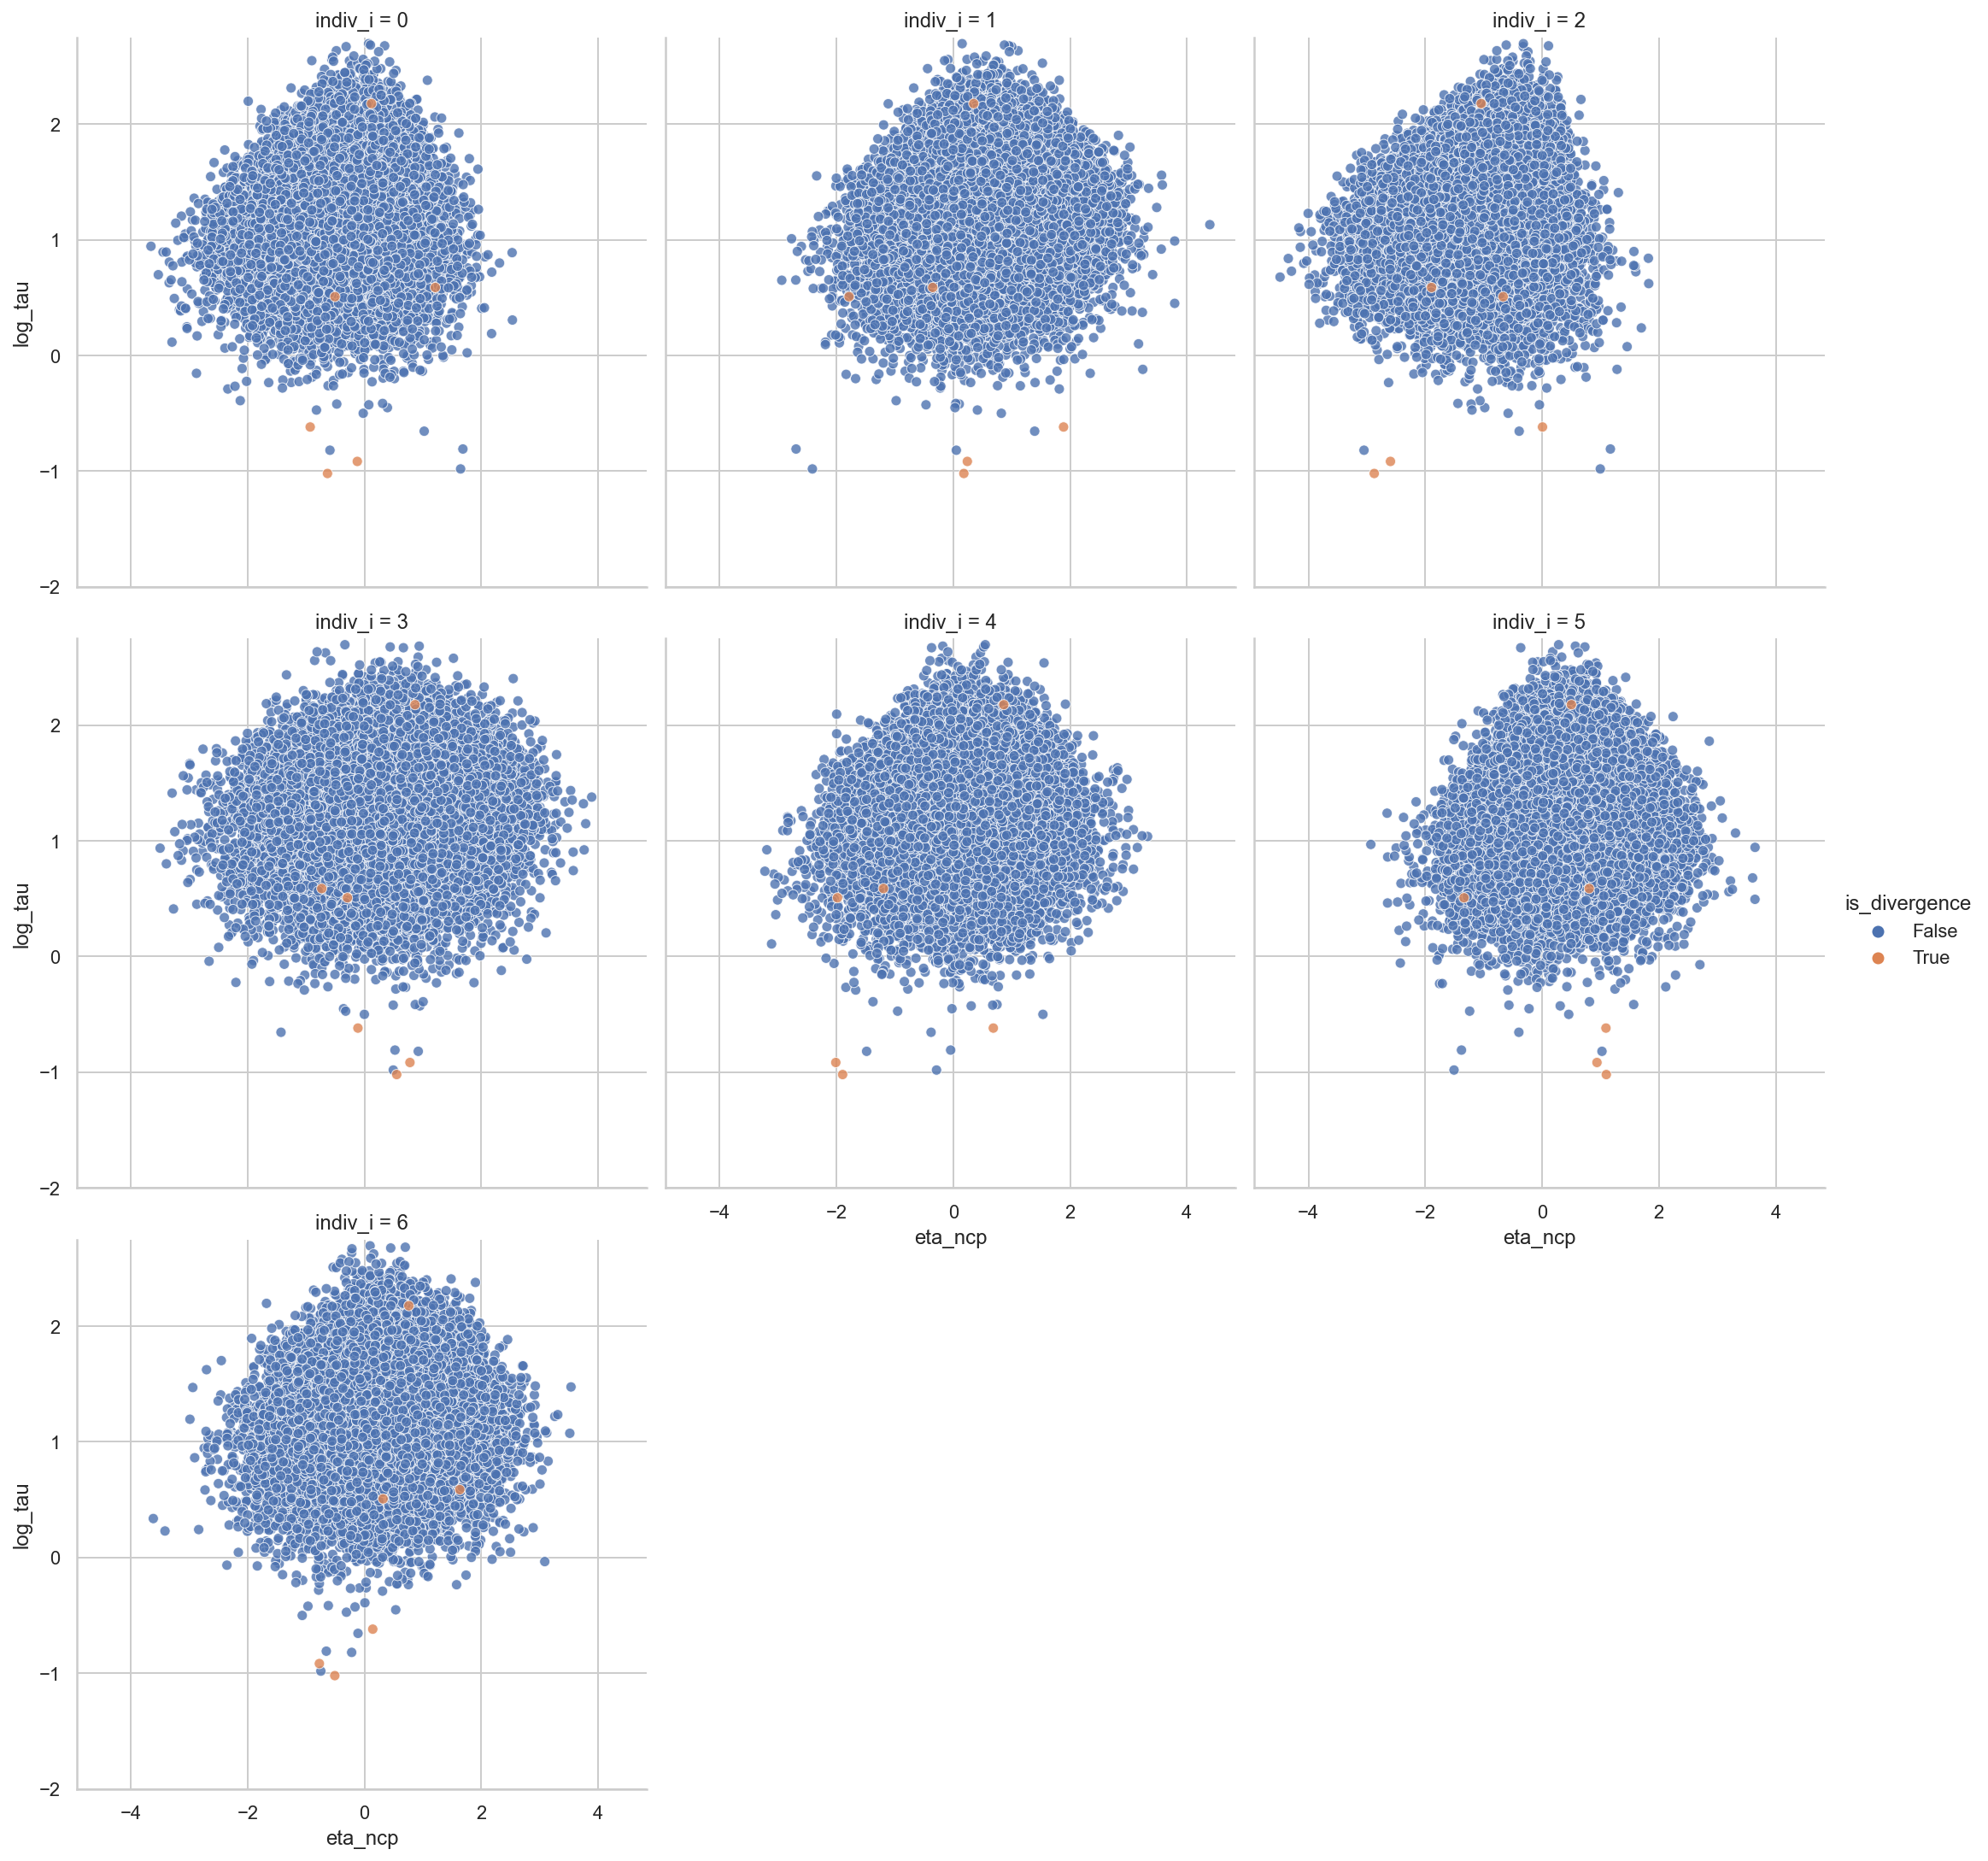 indiv_i = 0
indiv_i = 1
indiv_i = 2
2
1
0
−1
−2
log_tau
indiv_i = 3
indiv_i = 4
indiv_i = 5
2
1
0
−1
−2
log_tau
is_divergence
False
True
−4 −2 0 2 4
eta_ncp
−4 −2 0 2 4
eta_ncp
indiv_i = 6
2
1
0
−1
−2
log_tau
−4 −2 0 2 4
eta_ncp